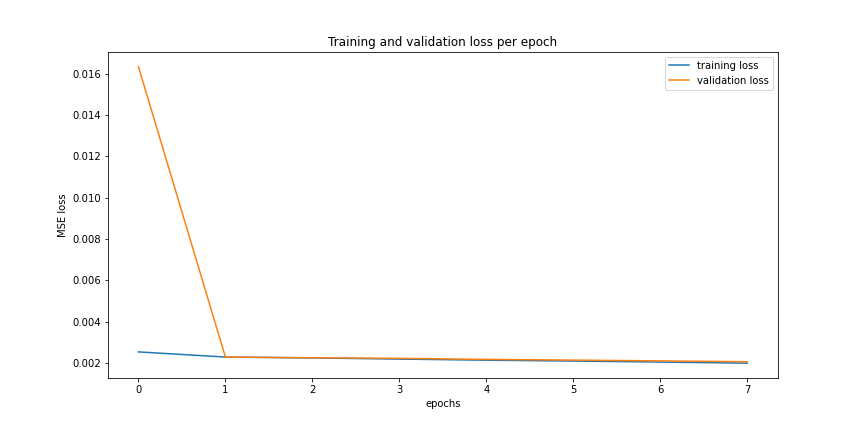 Training and validation loss per epoch
training loss
validation loss
0.016
0.014
0.012
0.010
0.008
0.006
0.004
0.002
MSE loss
0 1 2 3 4 5 6 7
epochs